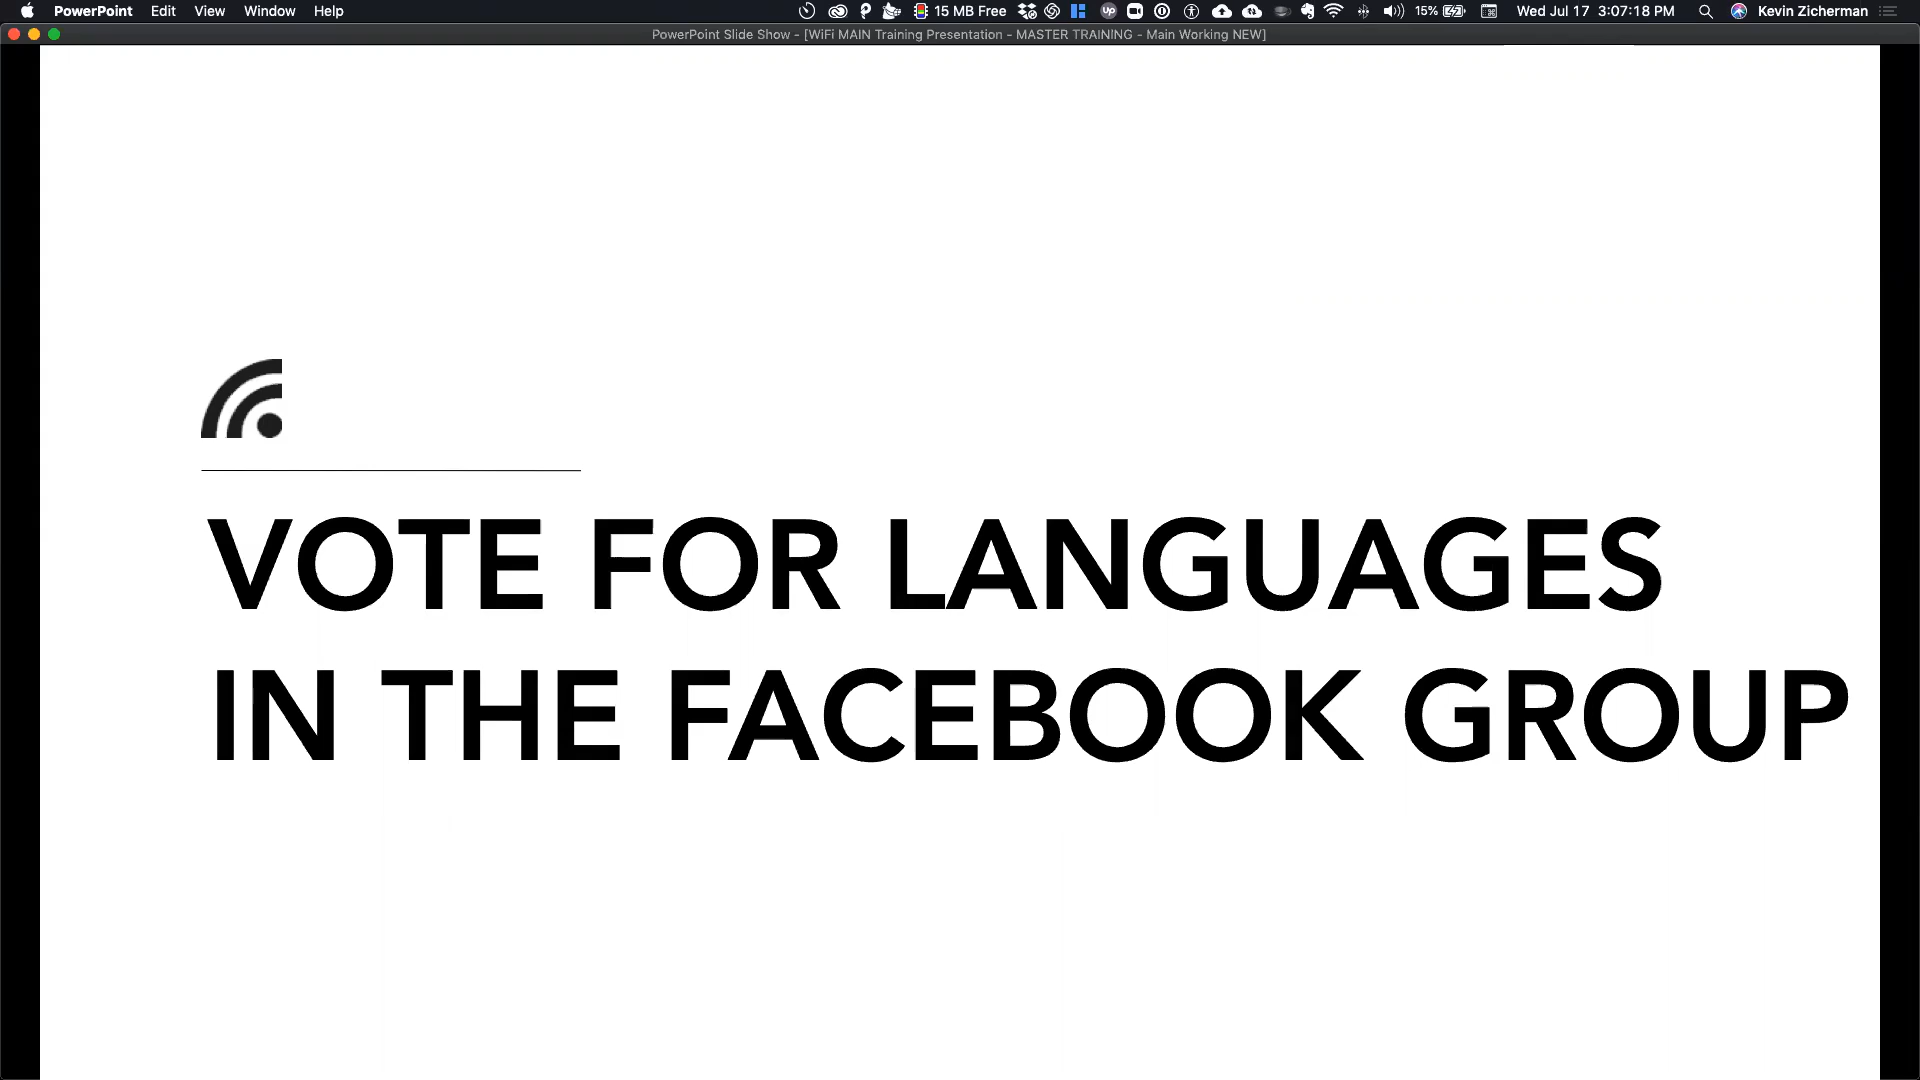 PowerPoint Edit View Window Help 15 MB Free 15% Wed Jul 17 3:07:18 PM Kevin Zicherman
PowerPoint Slide Show - [WiFi MAIN Training Presentation - MASTER TRAINING - Main Working NEW]
VOTE FOR LANGUAGES
IN THE FACEBOOK GROUP